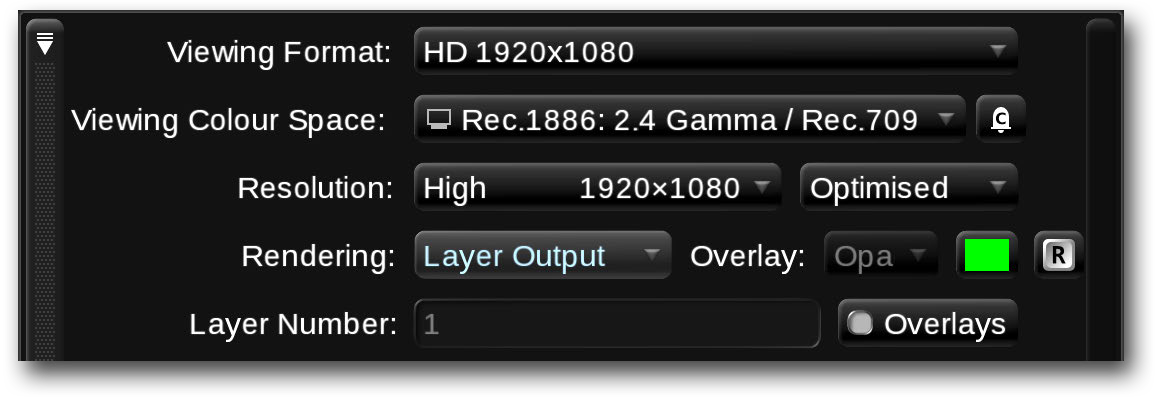 Viewing Format: HD 1920x1080
Viewing Colour Space: Rec.1886: 2.4 Gamma / Rec.709 C
Resolution: High 1920×1080 Optimised
Rendering: Layer Output Overlay: Opa R
Layer Number: 1 Overlays